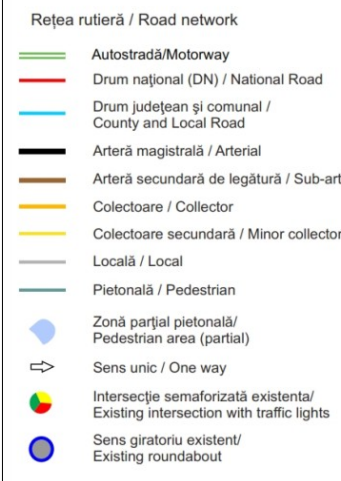 Rețea rutieră / Road network
Autostradă/Motorway
Drum național (DN) / National Road
Drum județean și comunal /
County and Local Road
Arteră magistrală / Arterial
Arteră secundară de legătură / Sub-art
Colectoare / Collector
Colectoare secundară / Minor collector
Locală / Local
Pietonală / Pedestrian
Zonă parțial pietonală/
Pedestrian area (partial)
Sens unic / One way
Intersecție semaforizată existenta/
Existing intersection with traffic lights
Sens giratoriu existent/
Existing roundabout